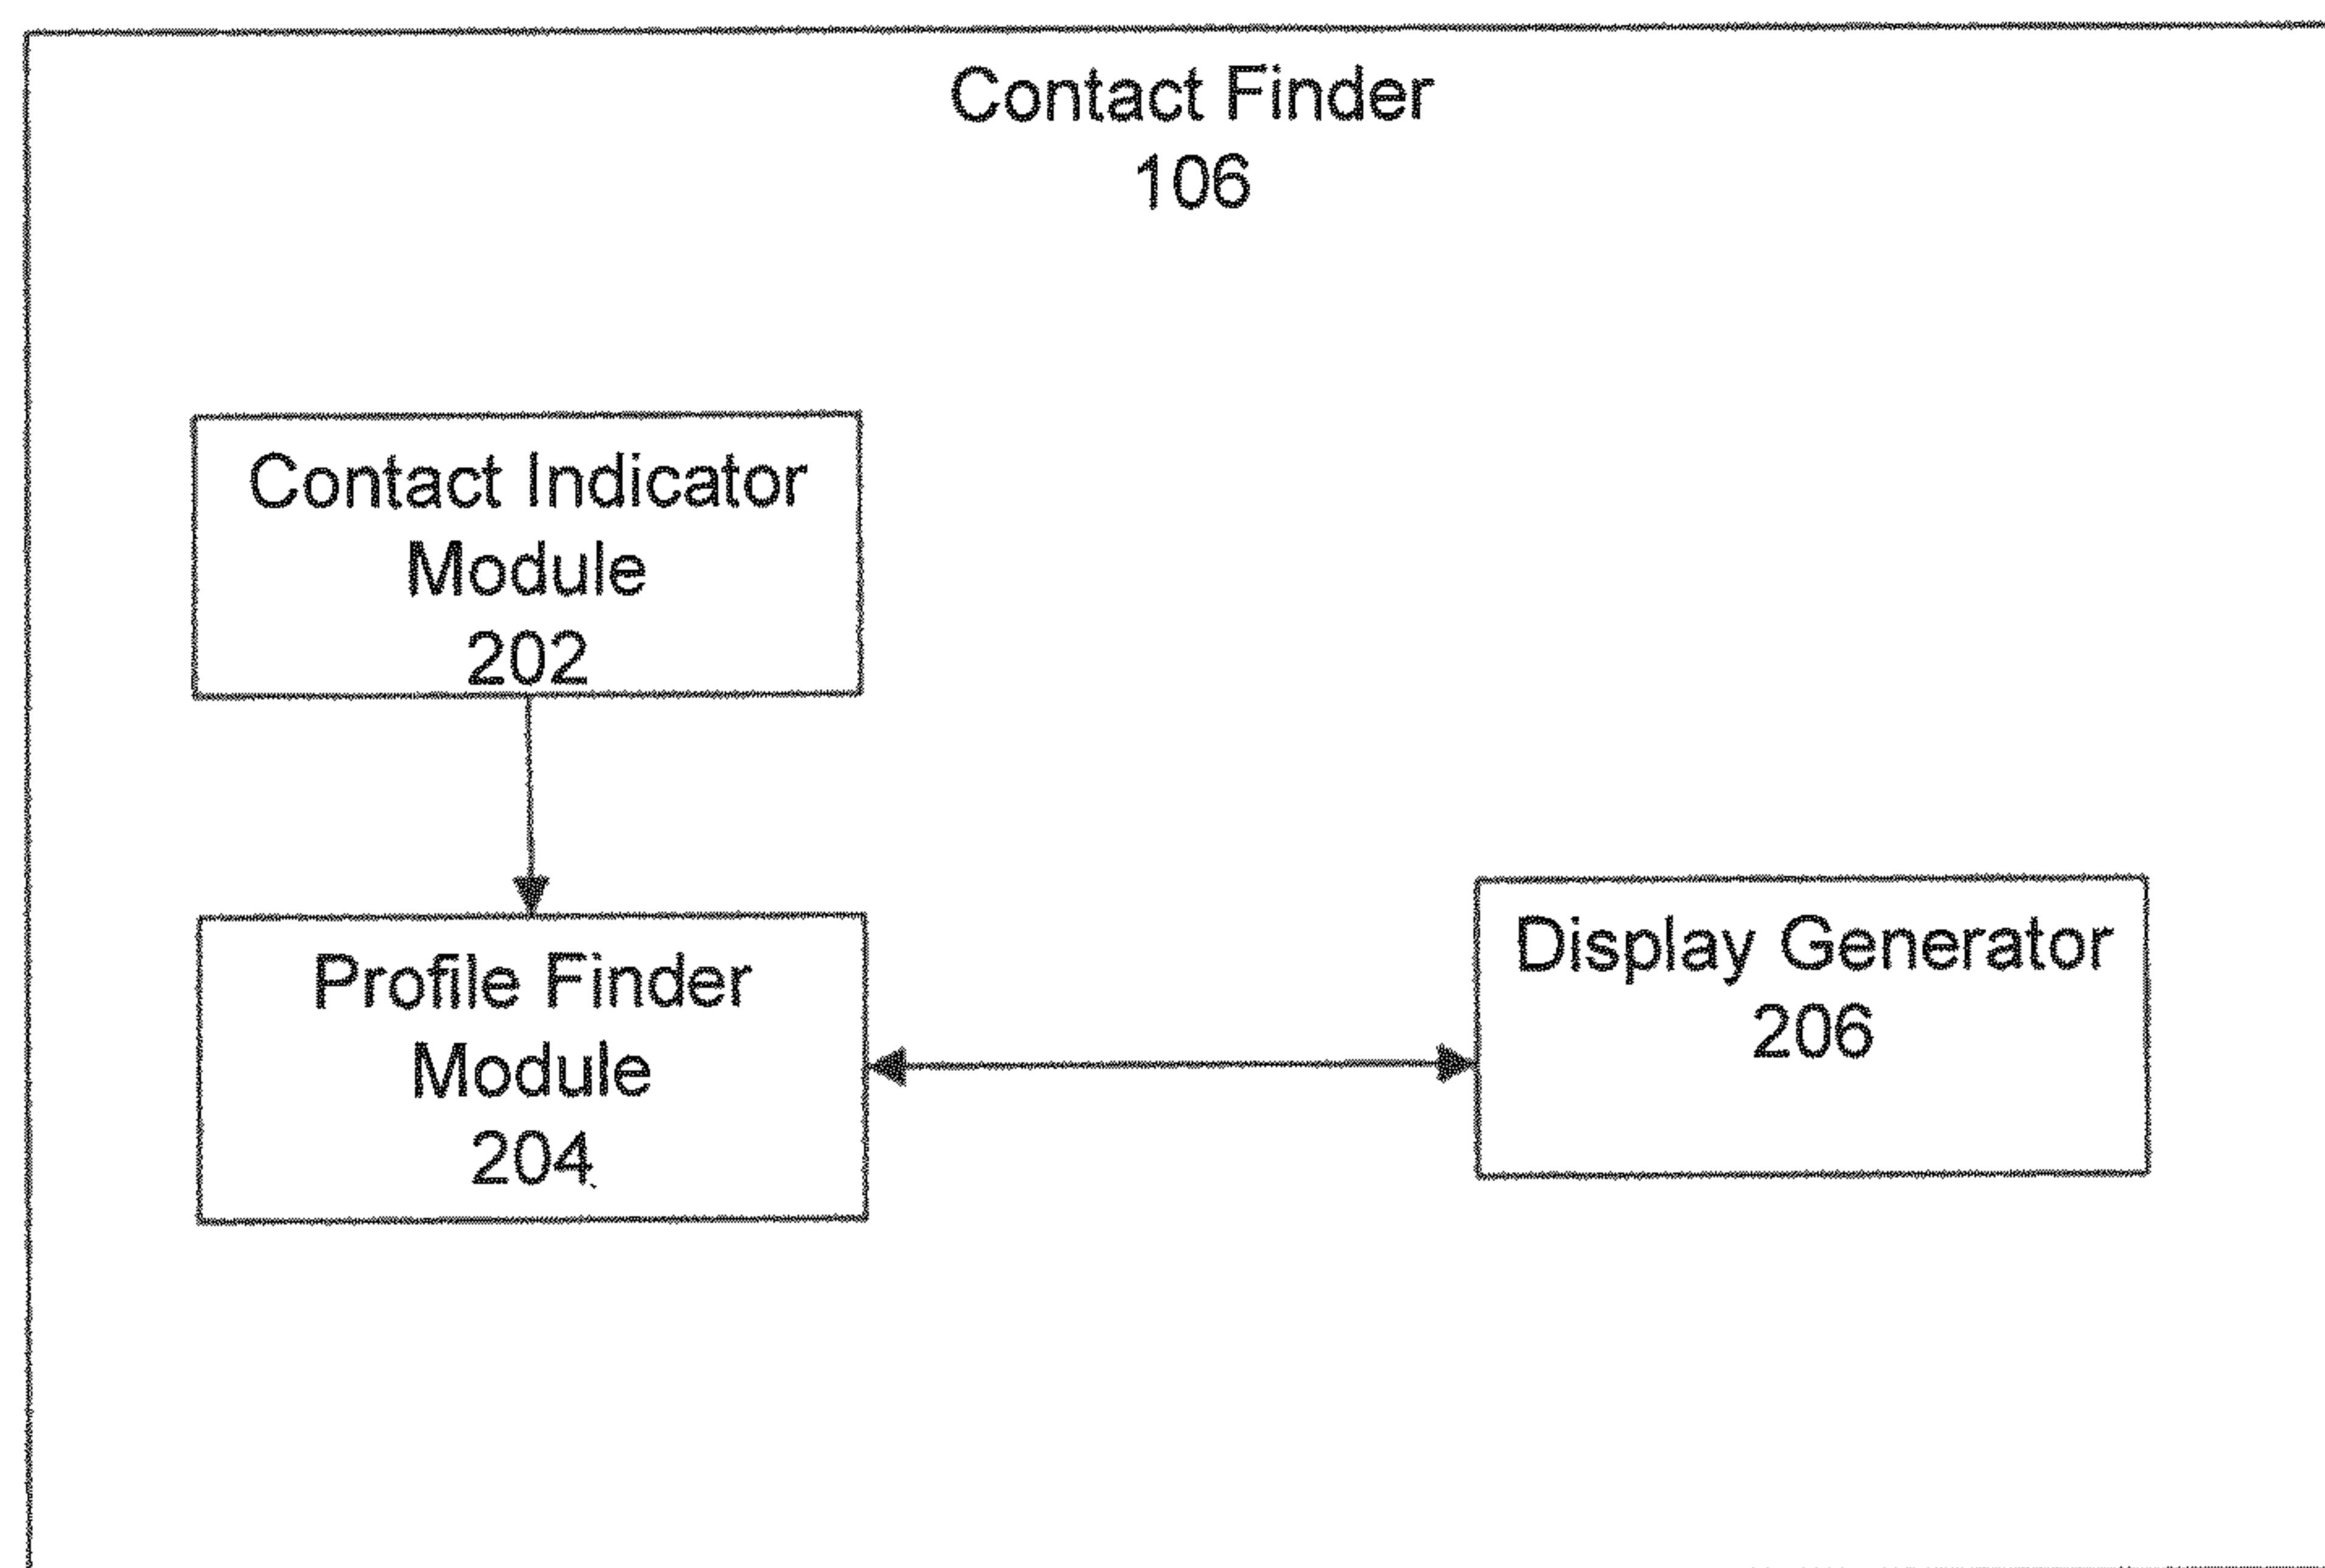 Contact Finder
106
Contact Indicator
Module
202
Profile Finder
Module
204
Display Generator
206